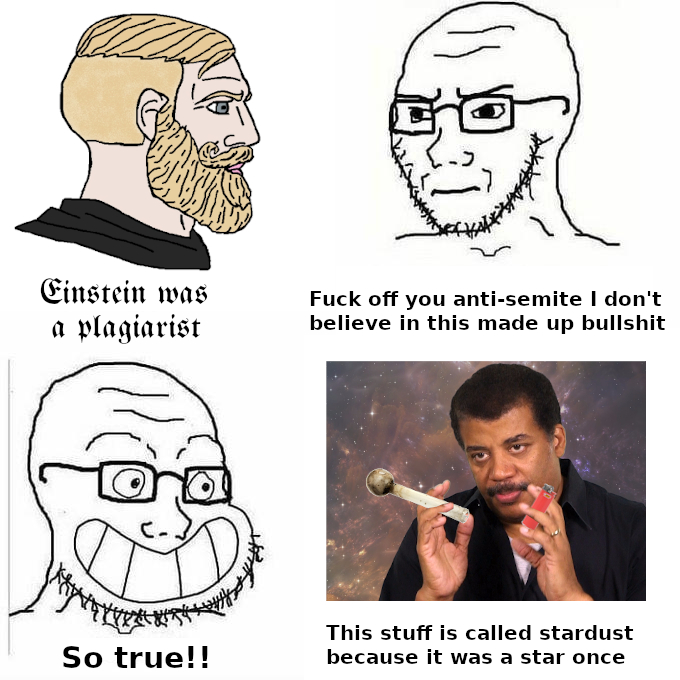 Einstein was
a plagiarist
Fuck off you anti-semite I don't
believe in this made up bullshit
So true!!
This stuff is called stardust
because it was a star once